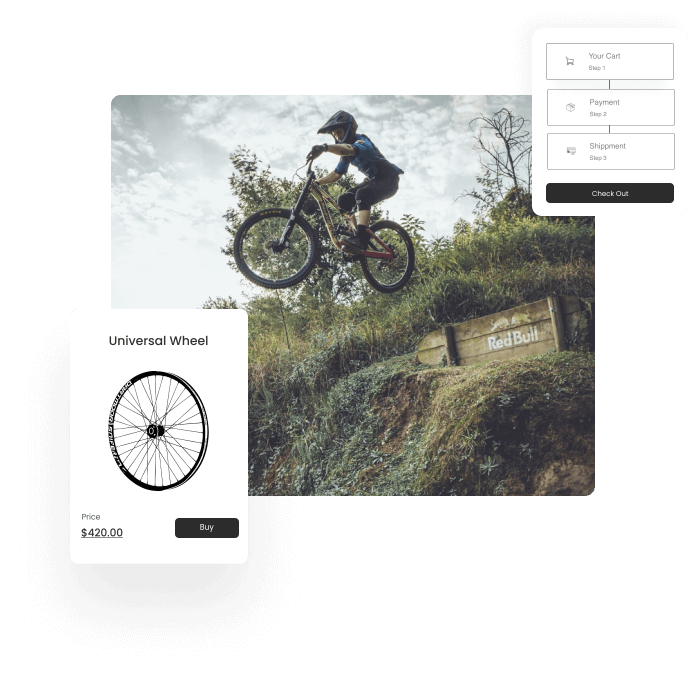 Your Cart
Step 1
Payment
Step 2
Shippment
Step 3
Check Out
Red Bull
Universal Wheel
Price
$420.00
Buy